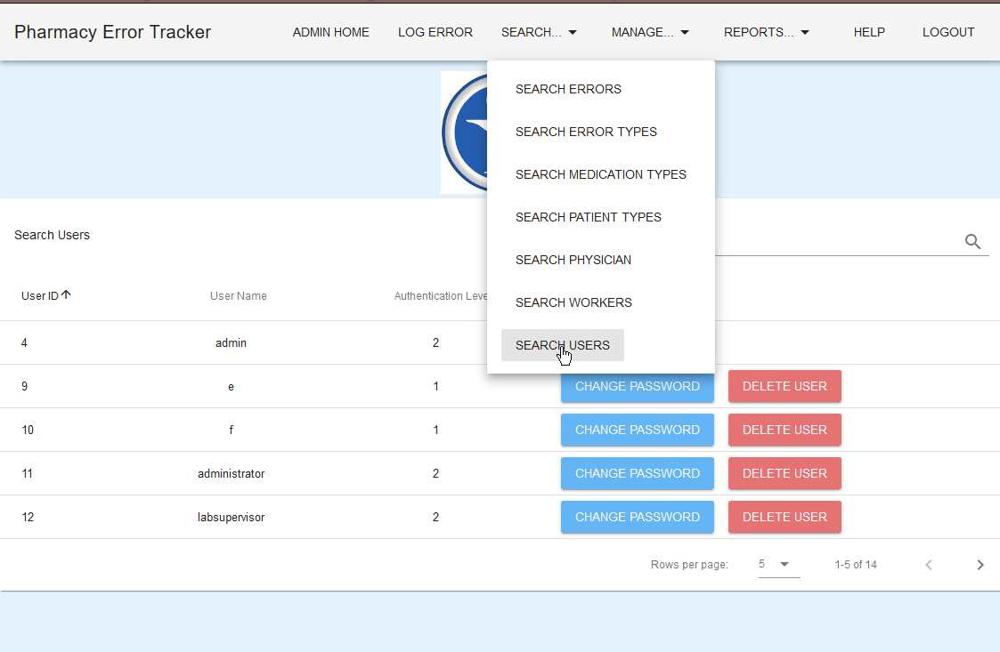 Pharmacy Error Tracker ADMIN HOME LOG ERROR SEARCH... MANAGE... REPORTS... HELP LOGOUT
SEARCH ERRORS
SEARCH ERROR TYPES
SEARCH MEDICATION TYPES
SEARCH PATIENT TYPES
SEARCH PHYSICIAN
SEARCH WORKERS
SEARCH USERS
Search Users
User ID User Name Authentication Leve
4 admin 2
9 e 1 CHANGE PASSWORD DELETE USER
10 f 1 CHANGE PASSWORD DELETE USER
11 administrator 2 CHANGE PASSWORD DELETE USER
12 labsupervisor 2 CHANGE PASSWORD DELETE USER
Rows per page: 5 1-5 of 14